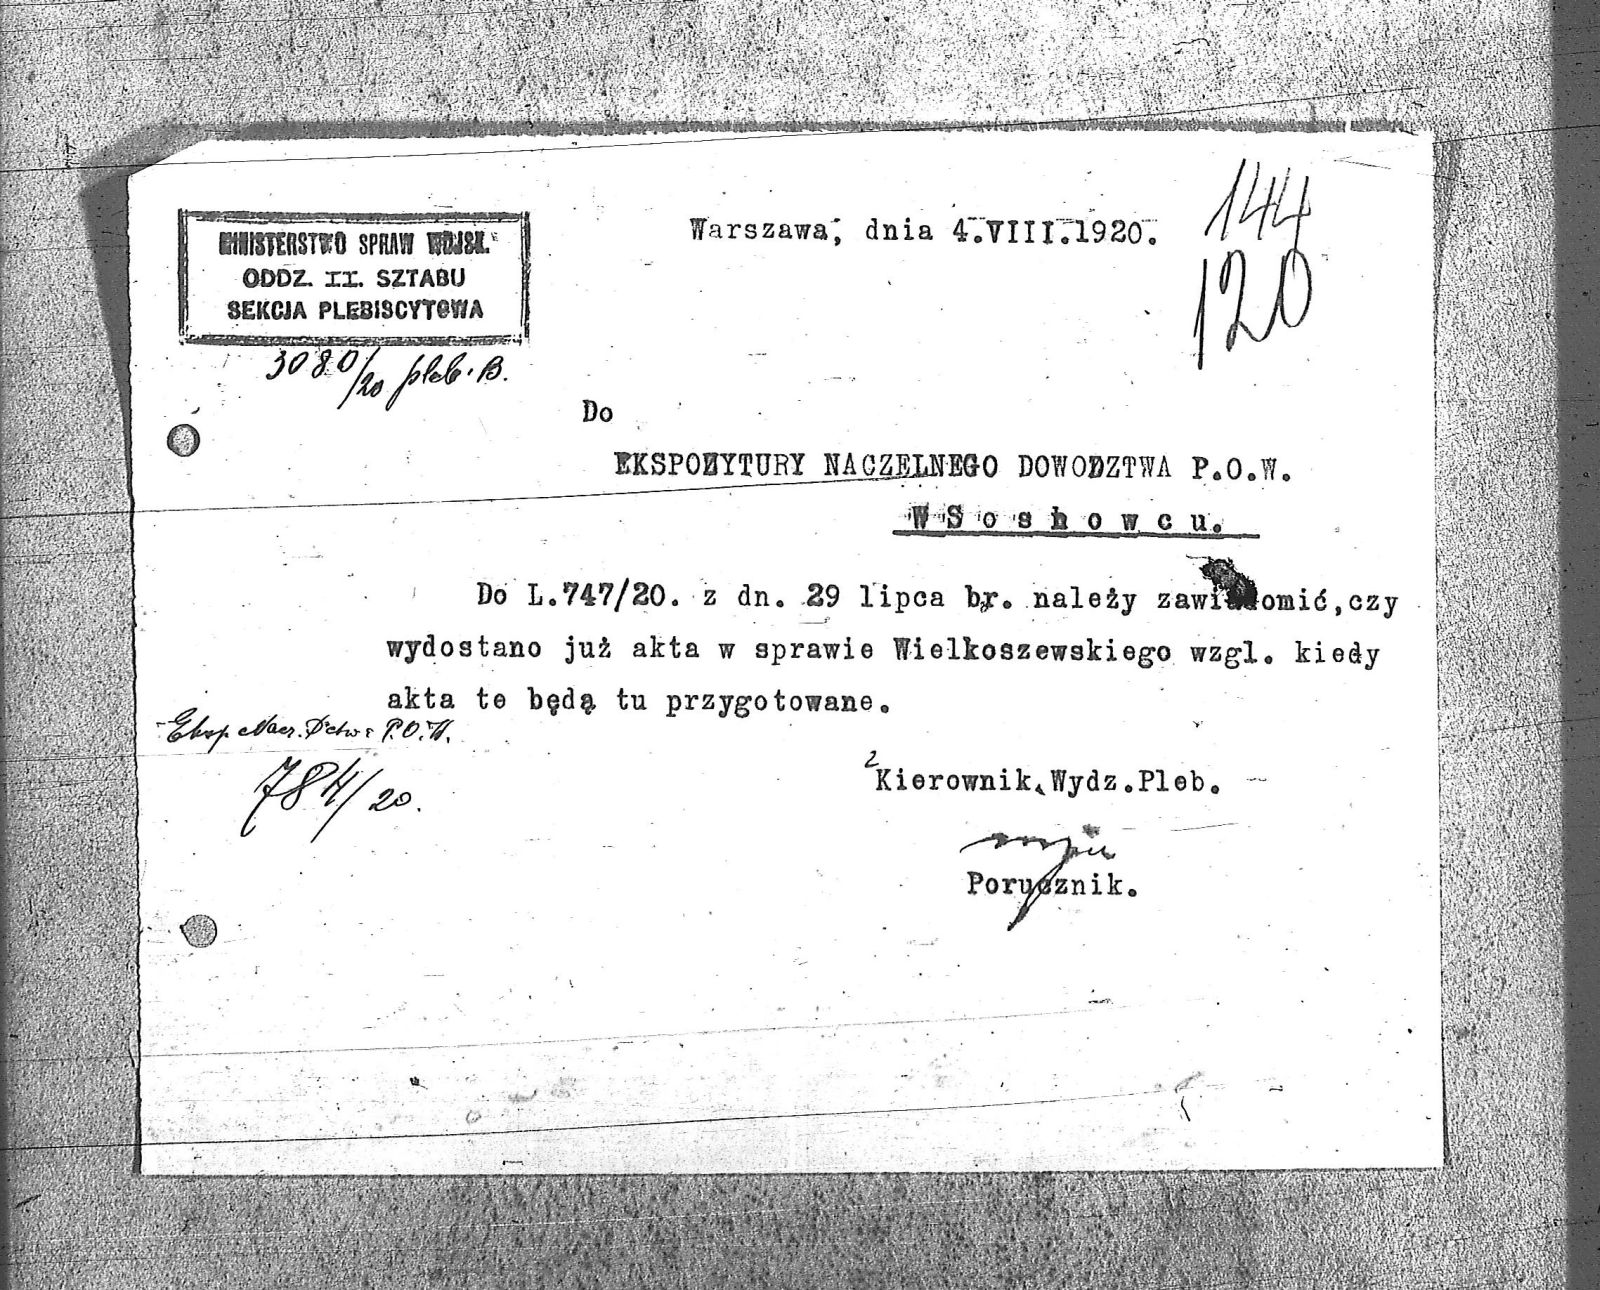 144
120
MINISTERSTWO SPRAW WOJSK.
ODDZ. II. SZTABU
SEKCJA PLEBISCYTOWA
3080/20 pleb. B.
Warszawa, dnia 4.VIII.1920.
Do
EKSPOZYTURY NACZELNEGO DOWODZTWA P.O.W.
W Sosnowcu.
Do L.747/20. z dn. 29 lipca br. należy zawiadomić,czy
wydostano już akta w sprawie Wielkoszewskiego wzgl. kiedy
akta te będą tu przygotowane.
Eksp. Nacz. D'ctwa P.O.W.
784/20.
Kierownik Wydz.Pleb.
Porucznik.